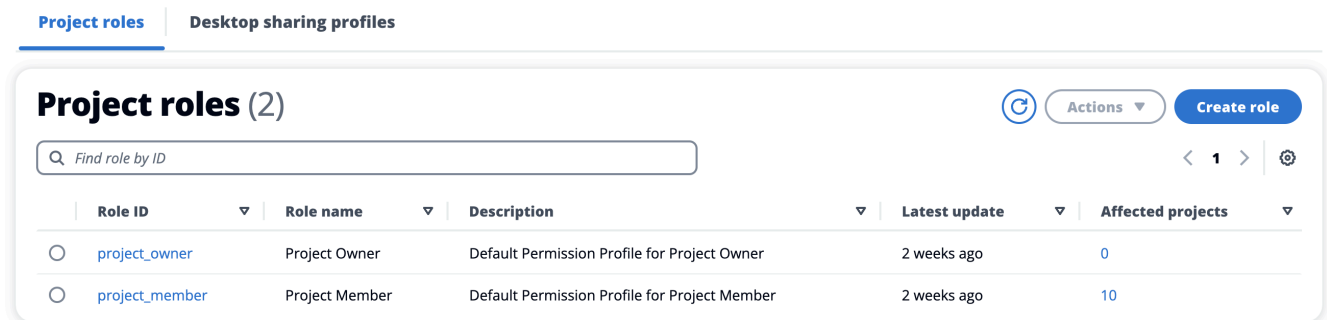 Project roles Desktop sharing profiles
Project roles (2) Actions Create role
Find role by ID 1
Role ID Role name Description Latest update Affected projects
project_owner Project Owner Default Permission Profile for Project Owner 2 weeks ago 0
project_member Project Member Default Permission Profile for Project Member 2 weeks ago 10